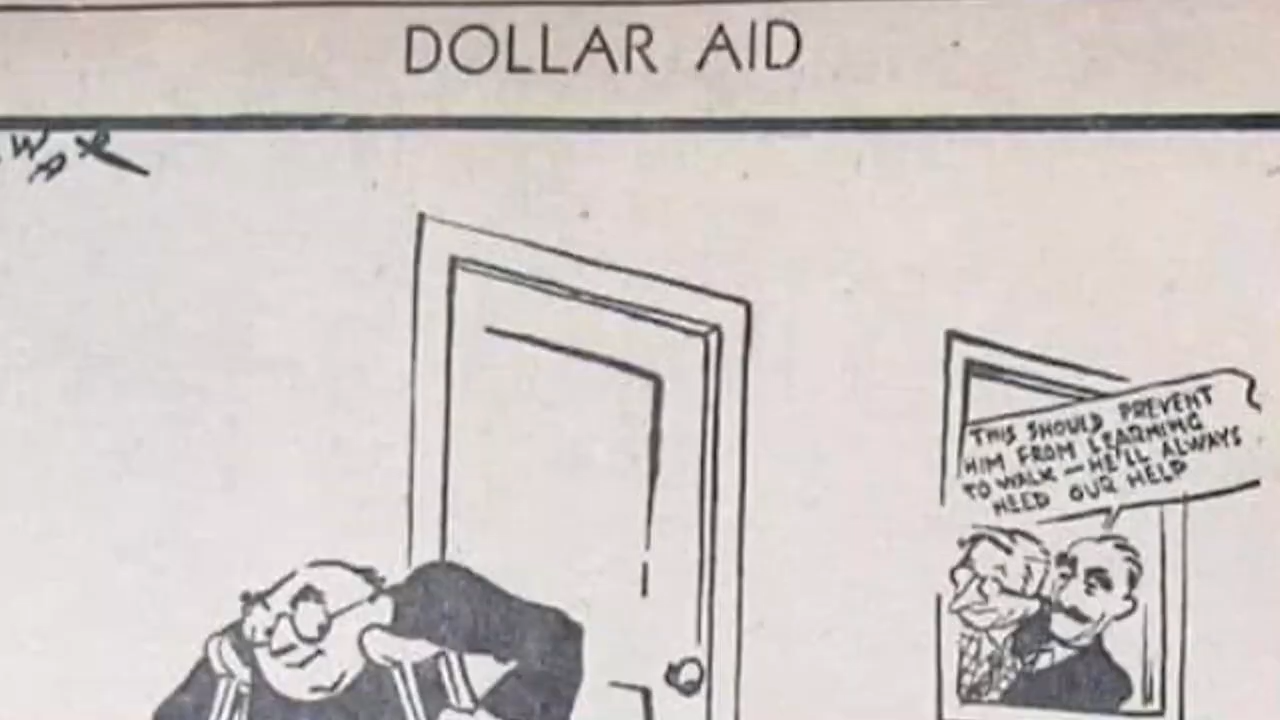 DOLLAR AID
THIS SHOULD PREVENT
HIM FROM LEARNING
TO WALK — HE'LL ALWAYS
NEED OUR HELP